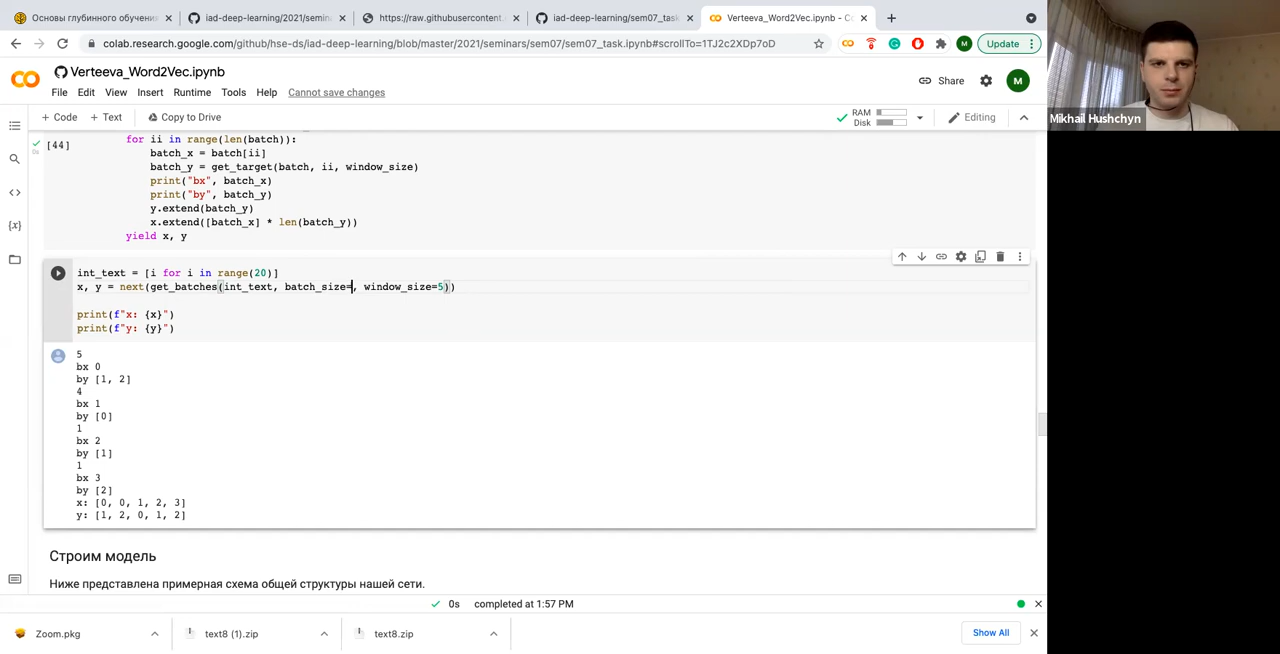 Основы глубинного обучения
iad-deep-learning/2021/semina
https://raw.githubusercontent.
iad-deep-learning/sem07_task.
Verteeva_Word2Vec.ipynb - Co
colab.research.google.com/github/hse-ds/iad-deep-learning/blob/master/2021/seminars/sem07/sem07_task.ipynb#scrollTo=1TJ2c2XDp7oD
M
Update
Verteeva_Word2Vec.ipynb
Share
M
File Edit View Insert Runtime Tools Help Cannot save changes
+ Code + Text Copy to Drive
RAM
Disk
Editing
Mikhail Hushchyn
[44]
0s
for ii in range(len(batch)):
batch_x = batch[ii]
batch_y = get_target(batch, ii, window_size)
print("bx", batch_x)
print("by", batch_y)
y.extend(batch_y)
x.extend([batch_x] * len(batch_y))
yield x, y
int_text = [i for i in range(20)]
x, y = next(get_batches(int_text, batch_size=, window_size=5))
print(f"x: {x}")
print(f"y: {y}")
5
bx 0
by [1, 2]
4
bx 1
by [0]
1
bx 2
by [1]
1
bx 3
by [2]
x: [0, 0, 1, 2, 3]
y: [1, 2, 0, 1, 2]
Строим модель
Ниже представлена примерная схема общей структуры нашей сети.
0s completed at 1:57 PM
Zoom.pkg
text8 (1).zip
text8.zip
Show All